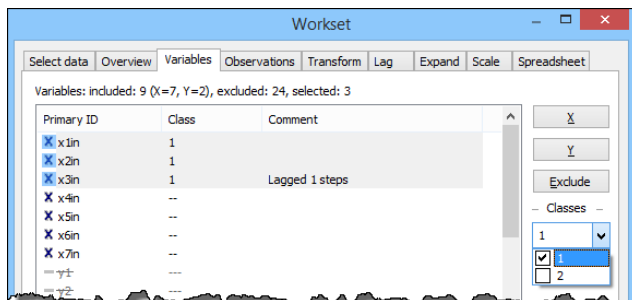 Workset
Select data Overview Variables Observations Transform Lag Expand Scale Spreadsheet
Variables: included: 9 (X=7, Y=2), excluded: 24, selected: 3
Primary ID Class Comment
X x1in 1
X x2in 1
X x3in 1 Lagged 1 steps
X x4in --
X x5in --
X x6in --
X x7in --
y1 ---
y2 ---
X
Y
Exclude
Classes
1
1
2